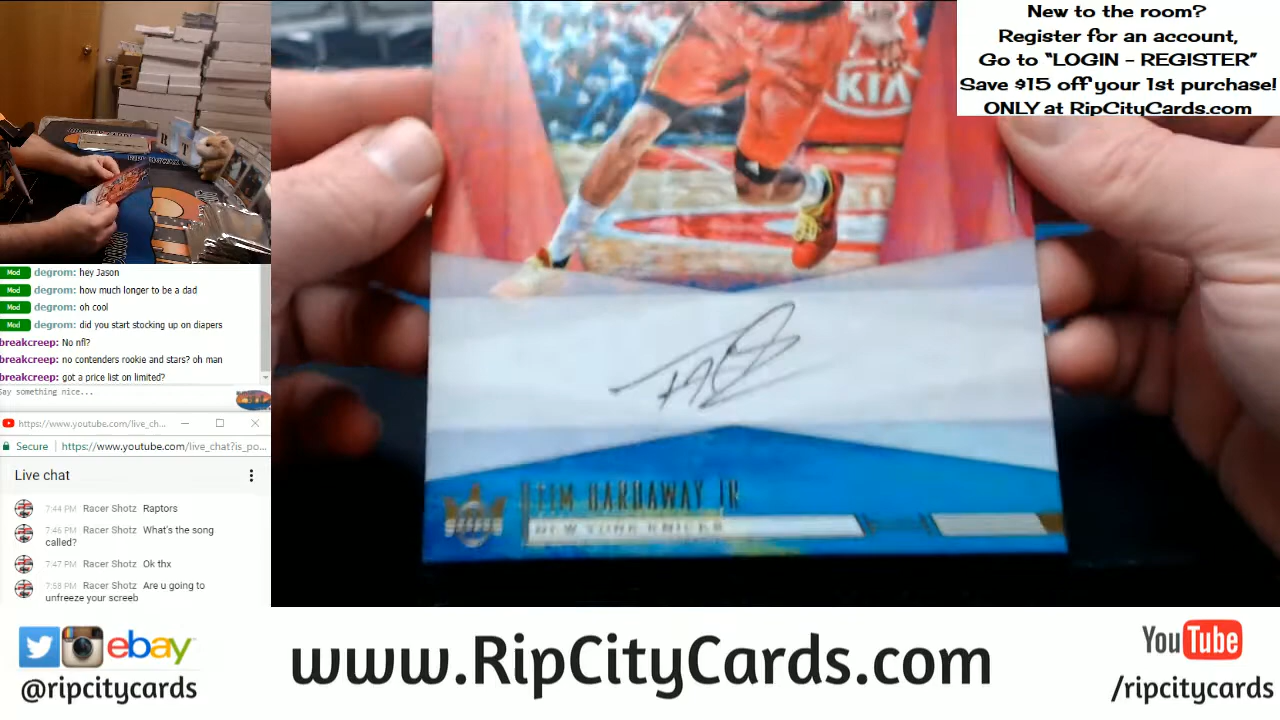 New to the room?
Register for an account,
Go to "LOGIN - REGISTER"
Save $15 off your 1st purchase!
ONLY at RipCityCards.com
KIA
Mod degrom: hey Jason
Mod degrom: how much longer to be a dad
Mod degrom: oh cool
Mod degrom: did you start stocking up on diapers
breakcreep: No nfl?
breakcreep: no contenders rookie and stars? oh man
breakcreep: got a price list on limited?
Say something nice...
https://www.youtube.com/live_ch...
Secure https://www.youtube.com/live_chat?is_po...
Live chat
7:44 PM Racer Shotz Raptors
7:46 PM Racer Shotz What's the song
called?
7:47 PM Racer Shotz Ok thx
7:58 PM Racer Shotz Are u going to
unfreeze your screeb
TIM HARDAWAY JR
NEW YORK KNICKS
ebay
@ripcitycards
www.RipCityCards.com
YouTube
/ripcitycards